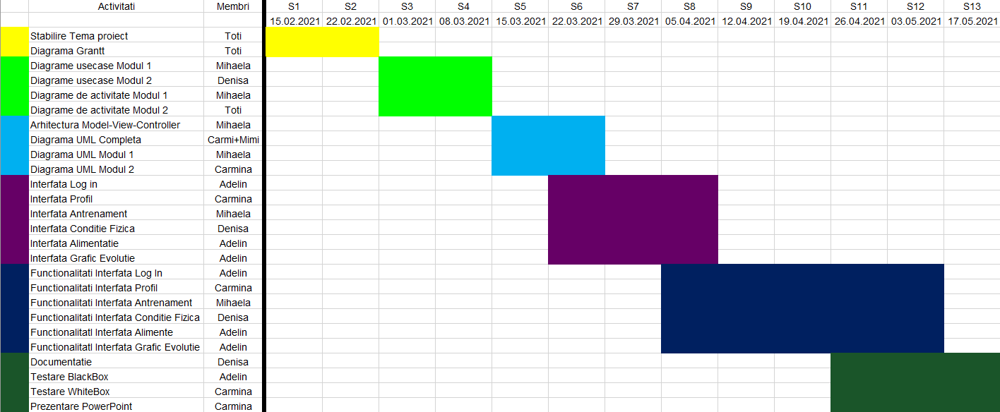 Activitati Membri S1 S2 S3 S4 S5 S6 S7 S8 S9 S10 S11 S12 S13
15.02.2021 22.02.2021 01.03.2021 08.03.2021 15.03.2021 22.03.2021 29.03.2021 05.04.2021 12.04.2021 19.04.2021 26.04.2021 03.05.2021 17.05.2021
Stabilire Tema proiect Toti
Diagrama Grantt Toti
Diagrame usecase Modul 1 Mihaela
Diagrame usecase Modul 2 Denisa
Diagrame de activitate Modul 1 Mihaela
Diagrame de activitate Modul 2 Toti
Arhitectura Model-View-Controller Mihaela
Diagrama UML Completa Carmi+Mimi
Diagrama UML Modul 1 Mihaela
Diagrama UML Modul 2 Carmina
Interfata Log in Adelin
Interfata Profil Carmina
Interfata Antrenament Mihaela
Interfata Conditie Fizica Denisa
Interfata Alimentatie Adelin
Interfata Grafic Evolutie Adelin
Functionalitati Interfata Log In Adelin
Functionalitati Interfata Profil Carmina
Functionalitati Interfata Antrenament Mihaela
Functionalitati Interfata Conditie Fizica Denisa
Functionalitatl Interfata Alimente Adelin
Functionalitatl Interfata Grafic Evolutie Adelin
Documentatie Denisa
Testare BlackBox Adelin
Testare WhiteBox Carmina
Prezentare PowerPoint Carmina